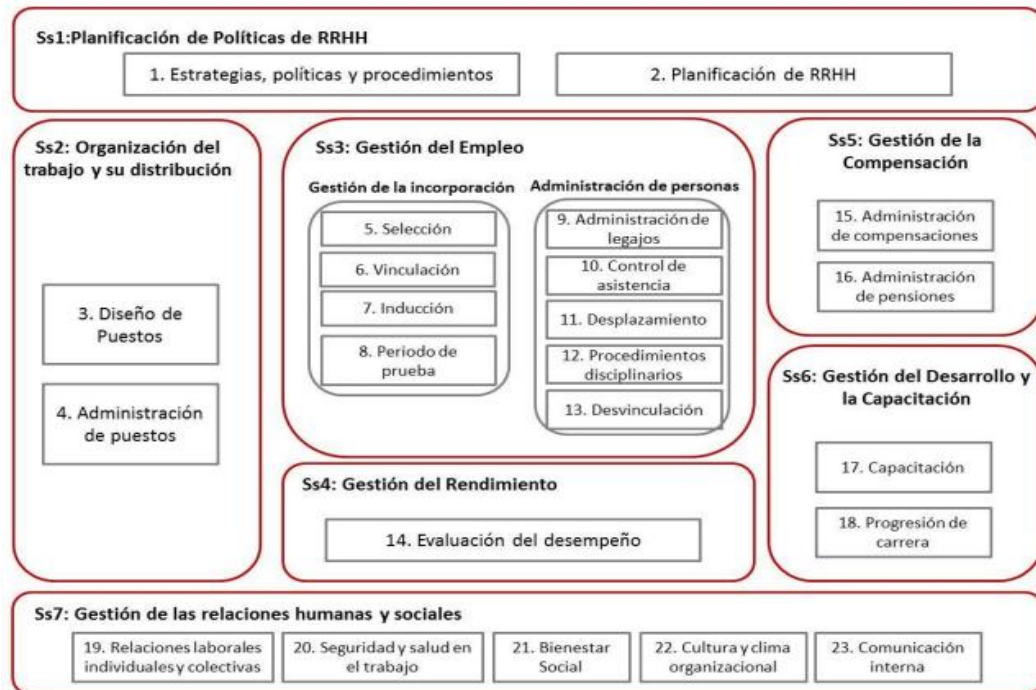 Ss1:Planificación de Políticas de RRHH
1. Estrategias, políticas y procedimientos
2. Planificación de RRHH
Ss2: Organización del
trabajo y su distribución
3. Diseño de
Puestos
4. Administración
de puestos
Ss3: Gestión del Empleo
Gestión de la incorporación
5. Selección
6. Vinculación
7. Inducción
8. Periodo de
prueba
Administración de personas
9. Administración de
legajos
10. Control de
asistencia
11. Desplazamiento
12. Procedimientos
disciplinarios
13. Desvinculación
Ss4: Gestión del Rendimiento
14. Evaluación del desempeño
Ss5: Gestión de la
Compensación
15. Administración
de compensaciones
16. Administración
de pensiones
Ss6: Gestión del Desarrollo y
la Capacitación
17. Capacitación
18. Progresión de
carrera
Ss7: Gestión de las relaciones humanas y sociales
19. Relaciones laborales
individuales y colectivas
20. Seguridad y salud en
el trabajo
21. Bienestar
Social
22. Cultura y clima
organizacional
23. Comunicación
interna